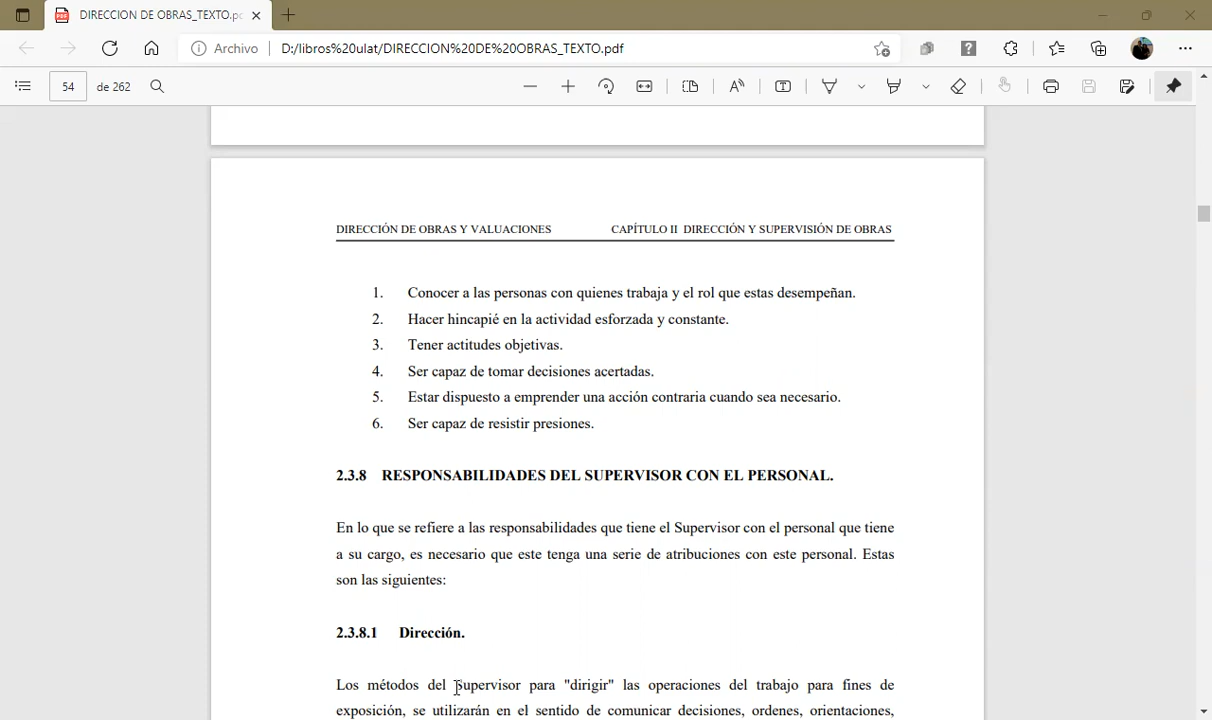 DIRECCION DE OBRAS_TEXTO.pdf
Archivo D:/libros%20ulat/DIRECCION%20DE%20OBRAS_TEXTO.pdf
54 de 262
DIRECCIÓN DE OBRAS Y VALUACIONES CAPÍTULO II DIRECCIÓN Y SUPERVISIÓN DE OBRAS
1. Conocer a las personas con quienes trabaja y el rol que estas desempeñan.
2. Hacer hincapié en la actividad esforzada y constante.
3. Tener actitudes objetivas.
4. Ser capaz de tomar decisiones acertadas.
5. Estar dispuesto a emprender una acción contraria cuando sea necesario.
6. Ser capaz de resistir presiones.
2.3.8 RESPONSABILIDADES DEL SUPERVISOR CON EL PERSONAL.
En lo que se refiere a las responsabilidades que tiene el Supervisor con el personal que tiene
a su cargo, es necesario que este tenga una serie de atribuciones con este personal. Estas
son las siguientes:
2.3.8.1 Dirección.
Los métodos del Supervisor para "dirigir" las operaciones del trabajo para fines de
exposición, se utilizarán en el sentido de comunicar decisiones, ordenes, orientaciones,